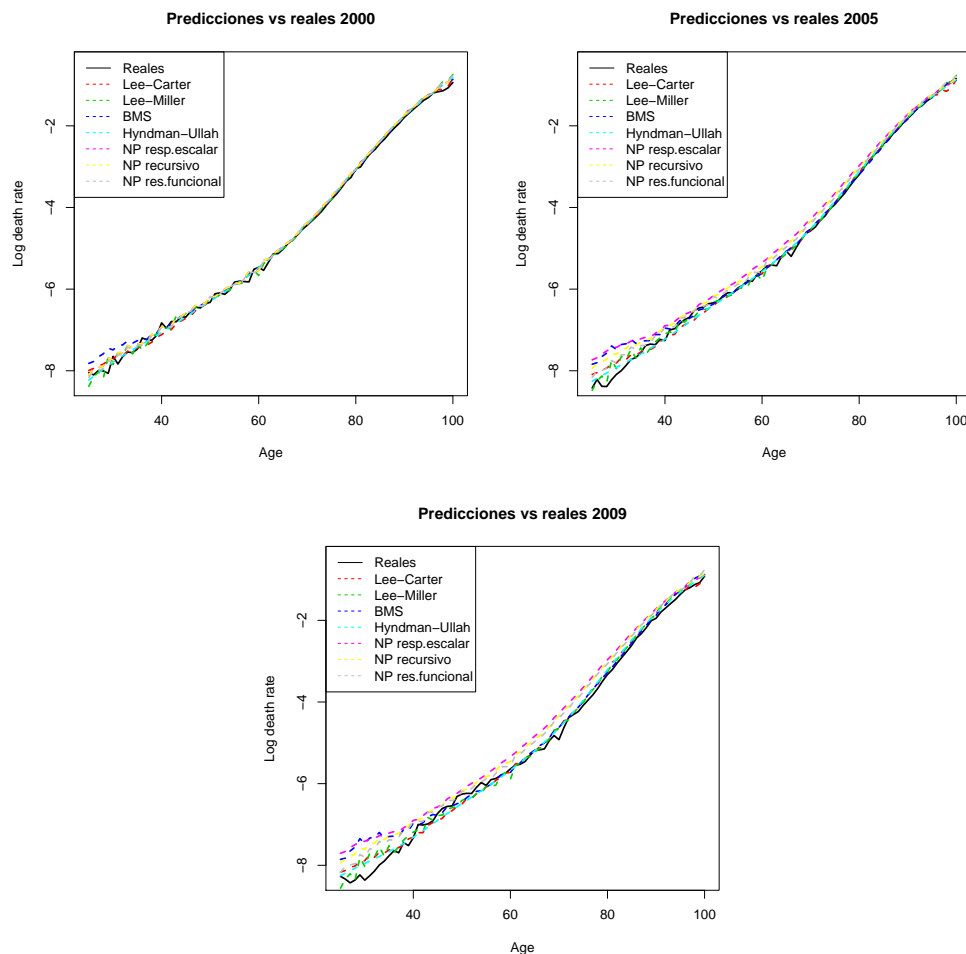 Predicciones vs reales 2000
Reales
Lee−Carter
Lee−Miller
BMS
Hyndman−Ullah
NP resp.escalar
NP recursivo
NP res.funcional
Log death rate
−2
−4
−6
−8
40 60 80 100
Age
Predicciones vs reales 2005
Reales
Lee−Carter
Lee−Miller
BMS
Hyndman−Ullah
NP resp.escalar
NP recursivo
NP res.funcional
Log death rate
−2
−4
−6
−8
40 60 80 100
Age
Predicciones vs reales 2009
Reales
Lee−Carter
Lee−Miller
BMS
Hyndman−Ullah
NP resp.escalar
NP recursivo
NP res.funcional
Log death rate
−2
−4
−6
−8
40 60 80 100
Age